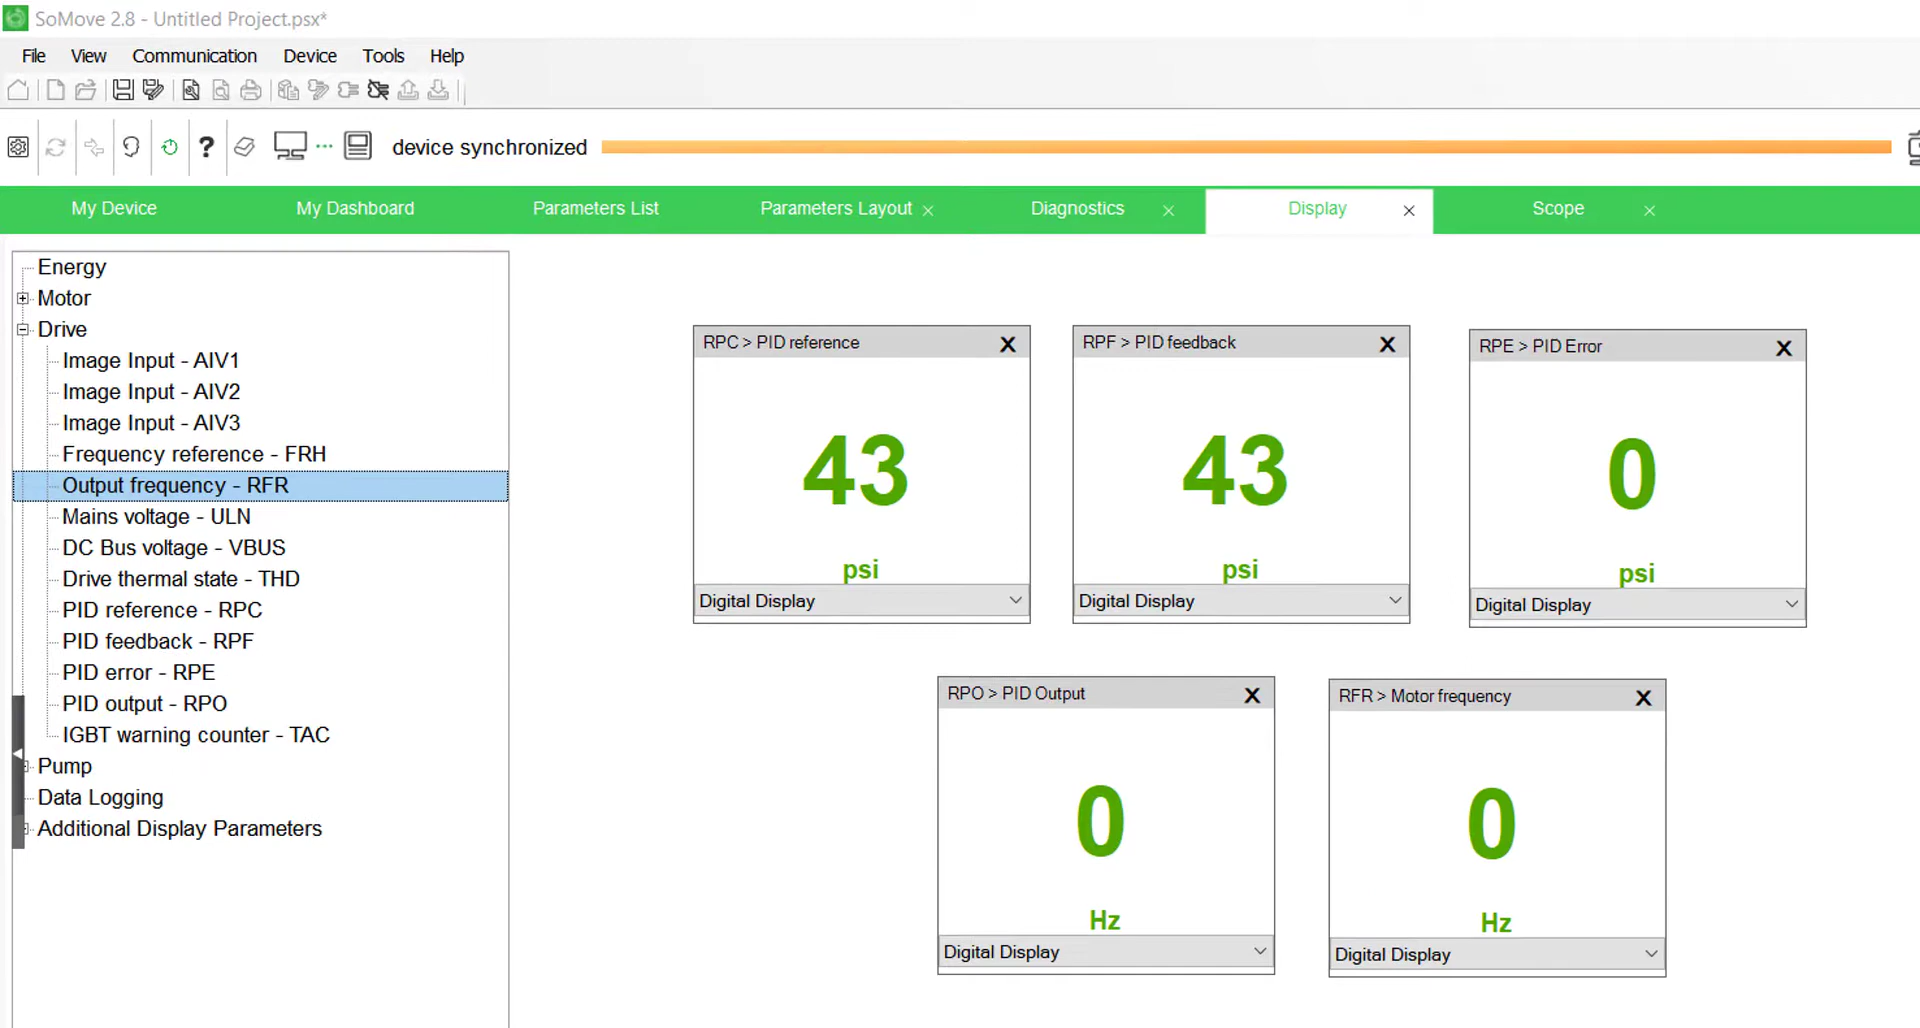 SoMove 2.8 - Untitled Project.psx*
File View Communication Device Tools Help
? device synchronized
My Device My Dashboard Parameters List Parameters Layout Diagnostics Display Scope
Energy
Motor
Drive
Image Input - AIV1
Image Input - AIV2
Image Input - AIV3
Frequency reference - FRH
Output frequency - RFR
Mains voltage - ULN
DC Bus voltage - VBUS
Drive thermal state - THD
PID reference - RPC
PID feedback - RPF
PID error - RPE
PID output - RPO
IGBT warning counter - TAC
Pump
Data Logging
Additional Display Parameters
RPC > PID reference X
43
psi
Digital Display
RPF > PID feedback X
43
psi
Digital Display
RPE > PID Error X
0
psi
Digital Display
RPO > PID Output X
0
Hz
Digital Display
RFR > Motor frequency X
0
Hz
Digital Display